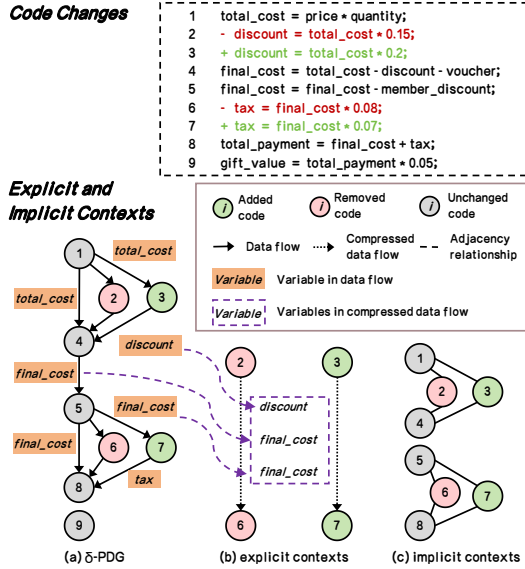 Code Changes
1 total_cost = price * quantity;
2 - discount = total_cost * 0.15;
3 + discount = total_cost * 0.2;
4 final_cost = total_cost - discount - voucher;
5 final_cost = final_cost - member_discount;
6 - tax = final_cost * 0.08;
7 + tax = final_cost * 0.07;
8 total_payment = final_cost + tax;
9 gift_value = total_payment * 0.05;
Explicit and
Implicit Contexts
i Added code
i Removed code
i Unchanged code
Data flow
Compressed data flow
Adjacency relationship
Variable Variable in data flow
Variable Variables in compressed data flow
1
total_cost
total_cost
2
3
4
discount
final_cost
5
final_cost
final_cost
6
7
8
tax
9
(a) δ-PDG
2
3
discount
final_cost
final_cost
6
7
(b) explicit contexts
1
2
3
4
5
6
7
8
(c) implicit contexts